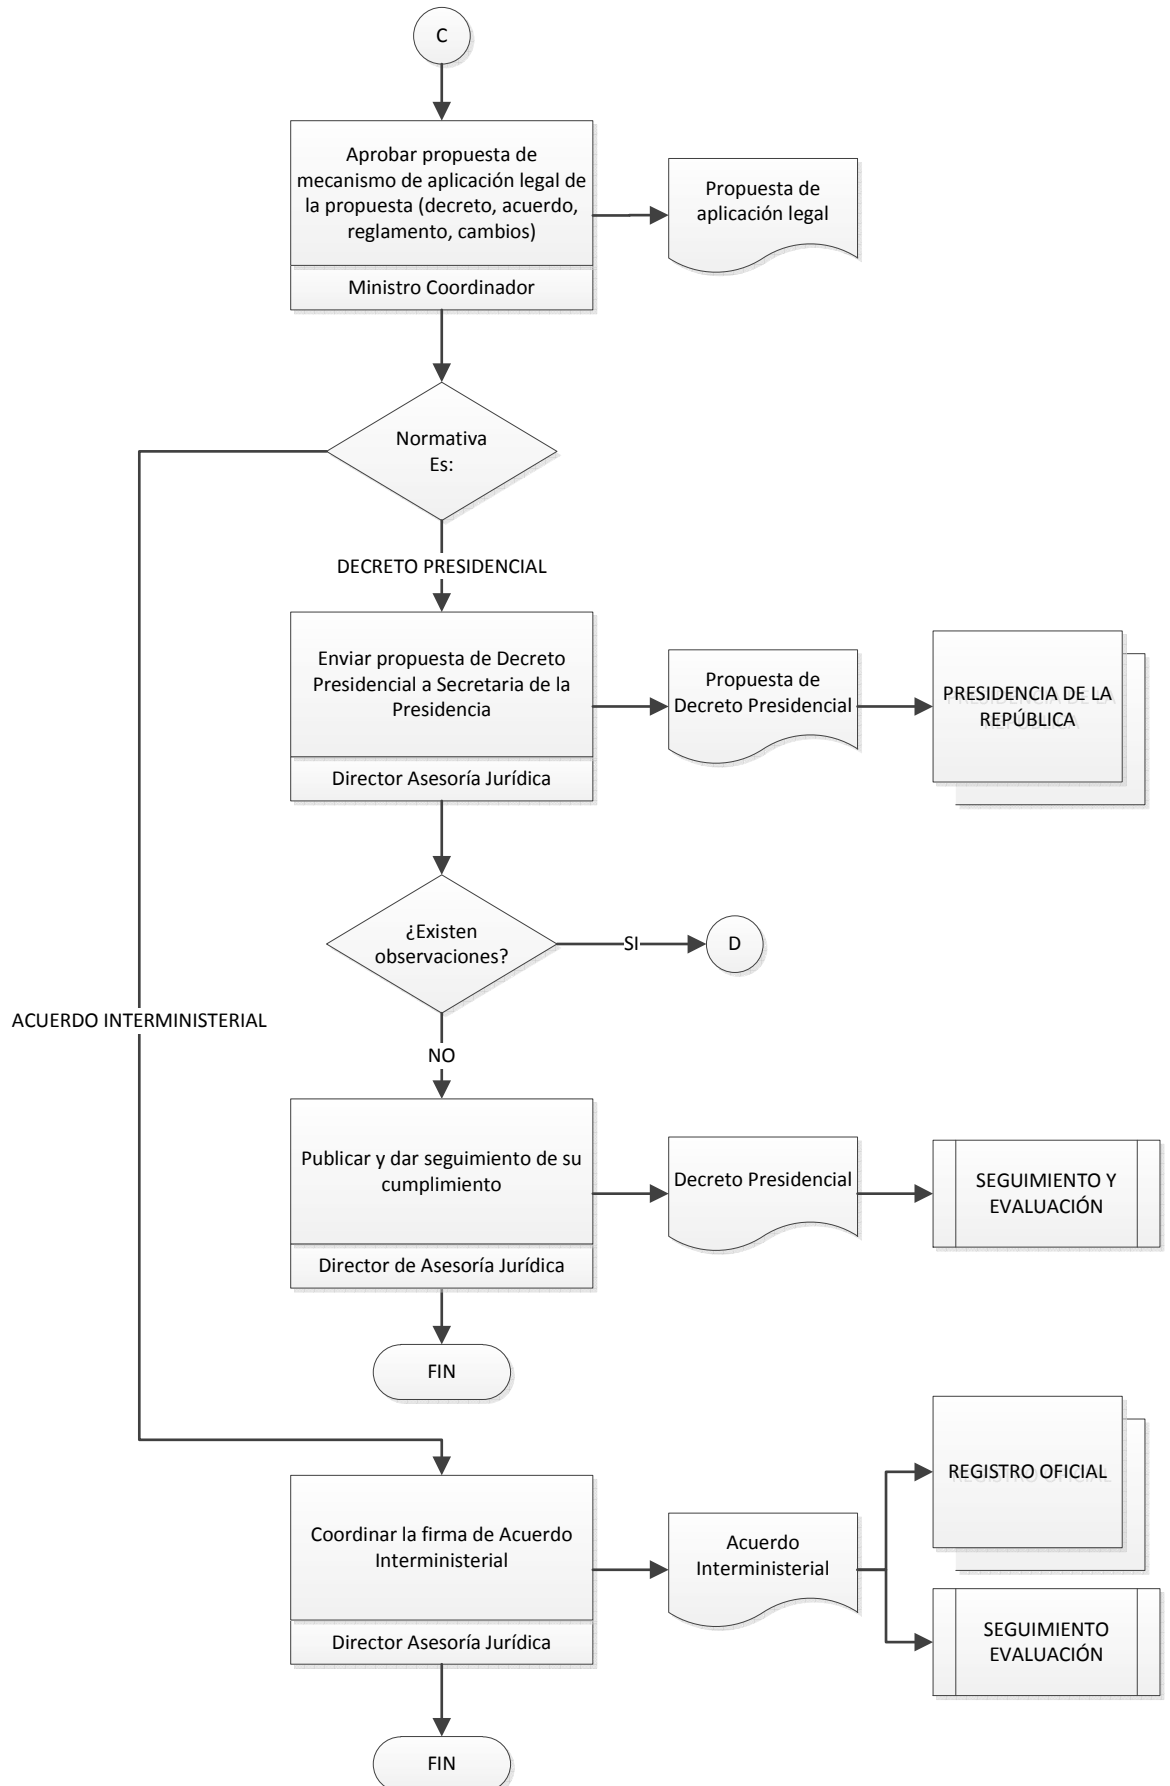 C
Aprobar propuesta de
mecanismo de aplicación legal de
la propuesta (decreto, acuerdo,
reglamento, cambios)
Ministro Coordinador
Propuesta de
aplicación legal
Normativa
Es:
DECRETO PRESIDENCIAL
Enviar propuesta de Decreto
Presidencial a Secretaria de la
Presidencia
Director Asesoría Jurídica
Propuesta de
Decreto Presidencial
PRESIDENCIA DE LA
REPÚBLICA
¿Existen
observaciones?
SI
D
ACUERDO INTERMINISTERIAL
NO
Publicar y dar seguimiento de su
cumplimiento
Director de Asesoría Jurídica
Decreto Presidencial
SEGUIMIENTO Y
EVALUACIÓN
FIN
Coordinar la firma de Acuerdo
Interministerial
Director Asesoría Jurídica
Acuerdo
Interministerial
REGISTRO OFICIAL
SEGUIMIENTO
EVALUACIÓN
FIN